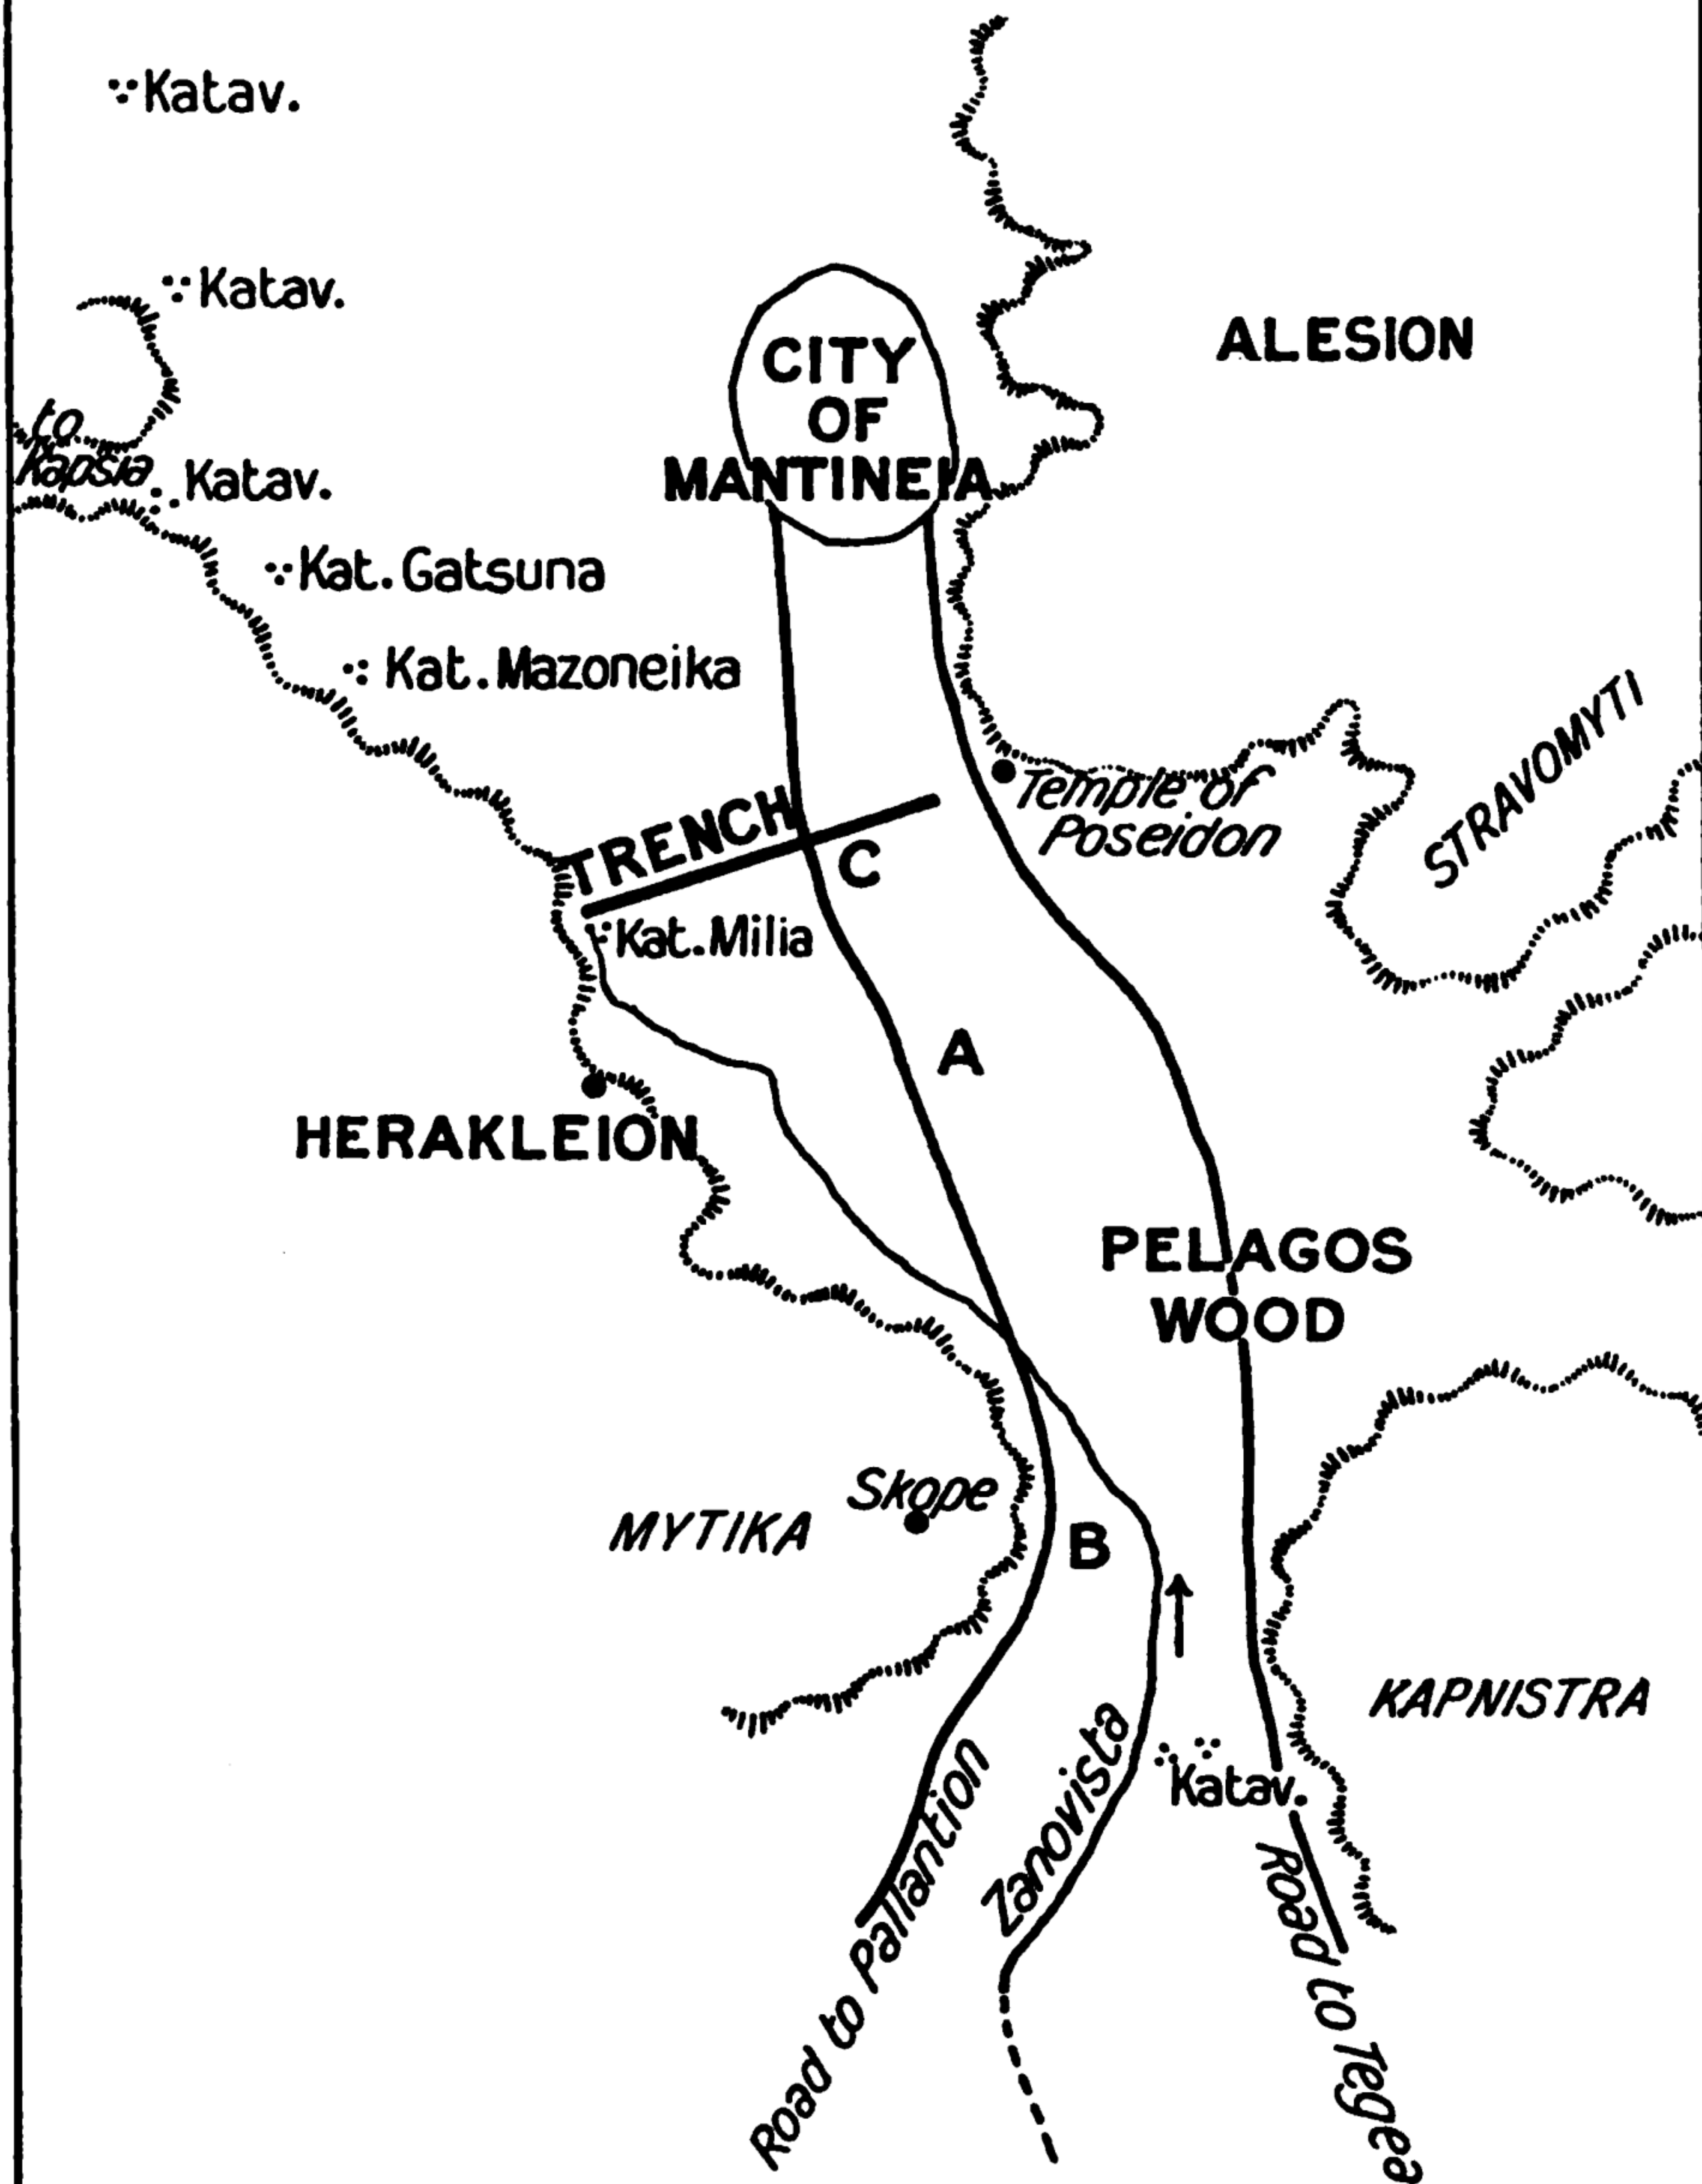 Katav.
Katav.
CITY
OF
MANTINEIA
ALESION
to
Kapsia
Katav.
Kat. Gatsuna
Kat. Mazoneika
STRAVOMYTI
Temple of
Poseidon
TRENCH
C
Kat. Milia
A
HERAKLEION
PELAGOS
WOOD
Skope
MYTIKA
B
KAPNISTRA
Katav.
Zanovista
Road to Pallantion
Road to Tegea